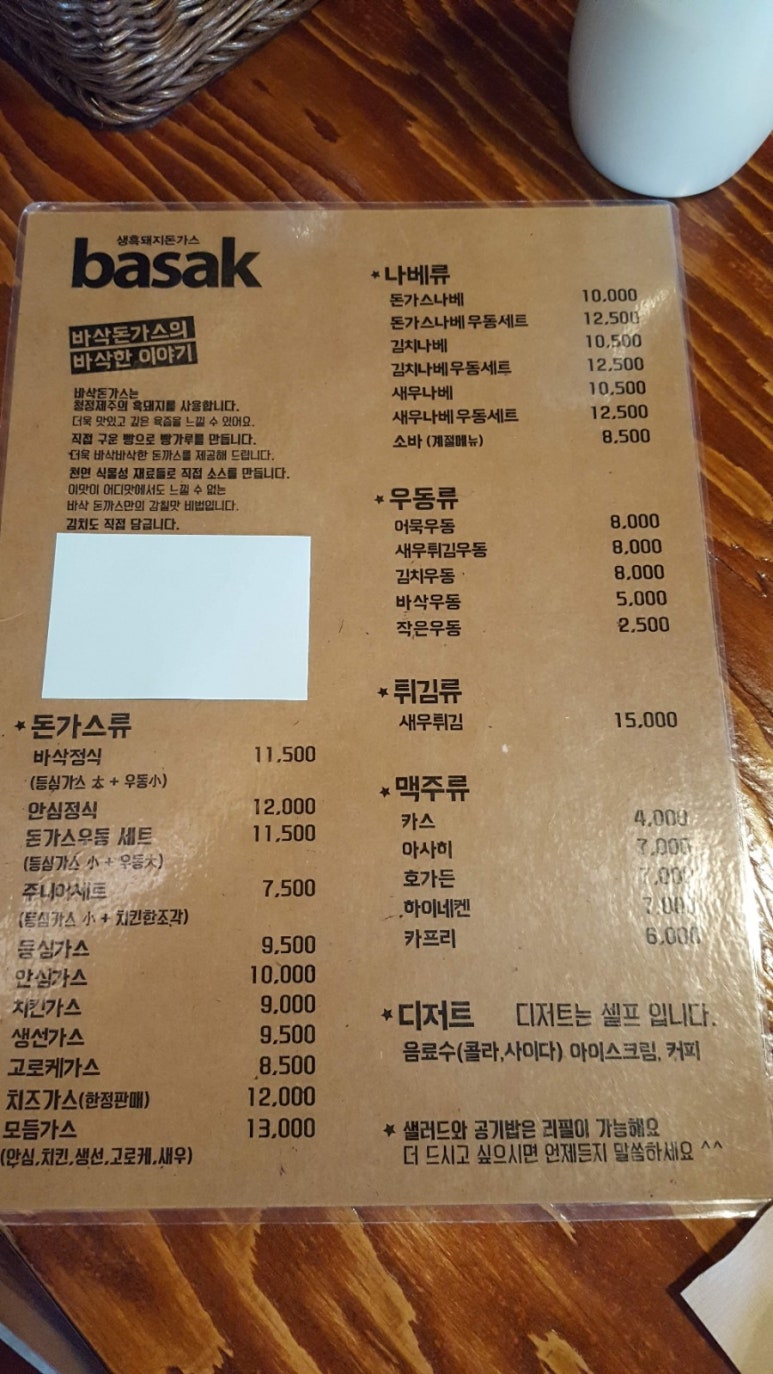 생흑돼지돈가스
basak
바삭돈가스의
바삭한 이야기
바삭돈가스는
청정제주의 흑돼지를 사용합니다.
더욱 맛있고 깊은 육즙을 느낄 수 있어요.
직접 구운 빵으로 빵가루를 만듭니다.
더욱 바삭바삭한 돈까스를 제공해 드립니다.
천연 식물성 재료들로 직접 소스를 만듭니다.
이맛이 어디맛에서도 느낄 수 없는
바삭 돈까스만의 감칠맛 비법입니다.
김치도 직접 담급니다.
★돈가스류
바삭정식 11,500
(등심가스 太 + 우동小)
안심정식 12,000
돈가스우동 세트 11,500
(등심가스 小 + 우동太)
주니어세트 7,500
(등심가스 小 + 치킨한조각)
등심가스 9,500
안심가스 10,000
치킨가스 9,000
생선가스 9,500
고로케가스 8,500
치즈가스(한정판매) 12,000
모듬가스 13,000
(안심,치킨,생선,고로케,새우)
★나베류
돈가스나베 10,000
돈가스나베우동세트 12,500
김치나베 10,500
김치나베우동세트 12,500
새우나베 10,500
새우나베우동세트 12,500
소바 (계절메뉴) 8,500
★우동류
어묵우동 8,000
새우튀김우동 8,000
김치우동 8,000
바삭우동 5,000
작은우동 2,500
★튀김류
새우튀김 15,000
★맥주류
카스 4,000
아사히 7,000
호가든 7,000
하이네켄 7,000
카프리 6,000
★디저트 디저트는 셀프 입니다.
음료수(콜라,사이다) 아이스크림, 커피
★ 샐러드와 공기밥은 리필이 가능해요
더 드시고 싶으시면 언제든지 말씀하세요 ^^